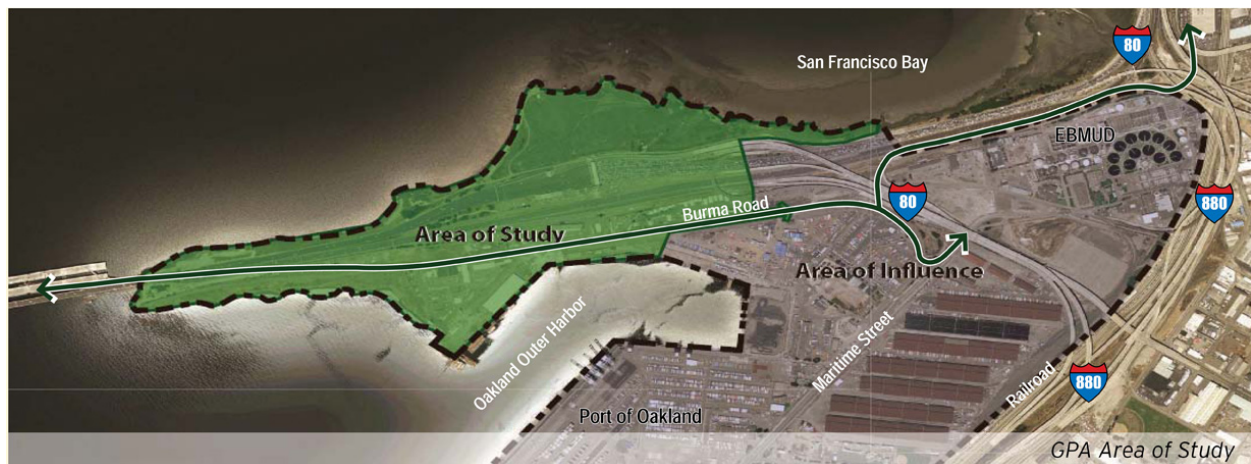 80
San Francisco Bay
EBMUD
80
880
Burma Road
Area of Study
Area of Influence
Oakland Outer Harbor
Maritime Street
Railroad
880
Port of Oakland
GPA Area of Study